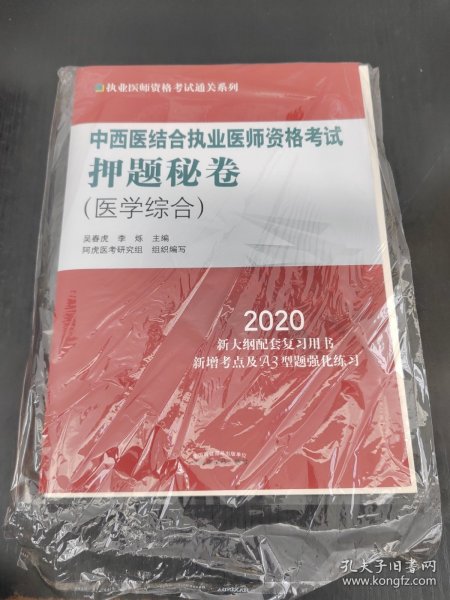 执业医师资格考试通关系列
中西医结合执业医师资格考试
押题秘卷
(医学综合)
吴春虎 李烁 主编
阿虎医考研究组 组织编写
2020
新大纲配套复习用书
新增考点及A3型题强化练习
孔夫子旧书网
www.kongfz.com